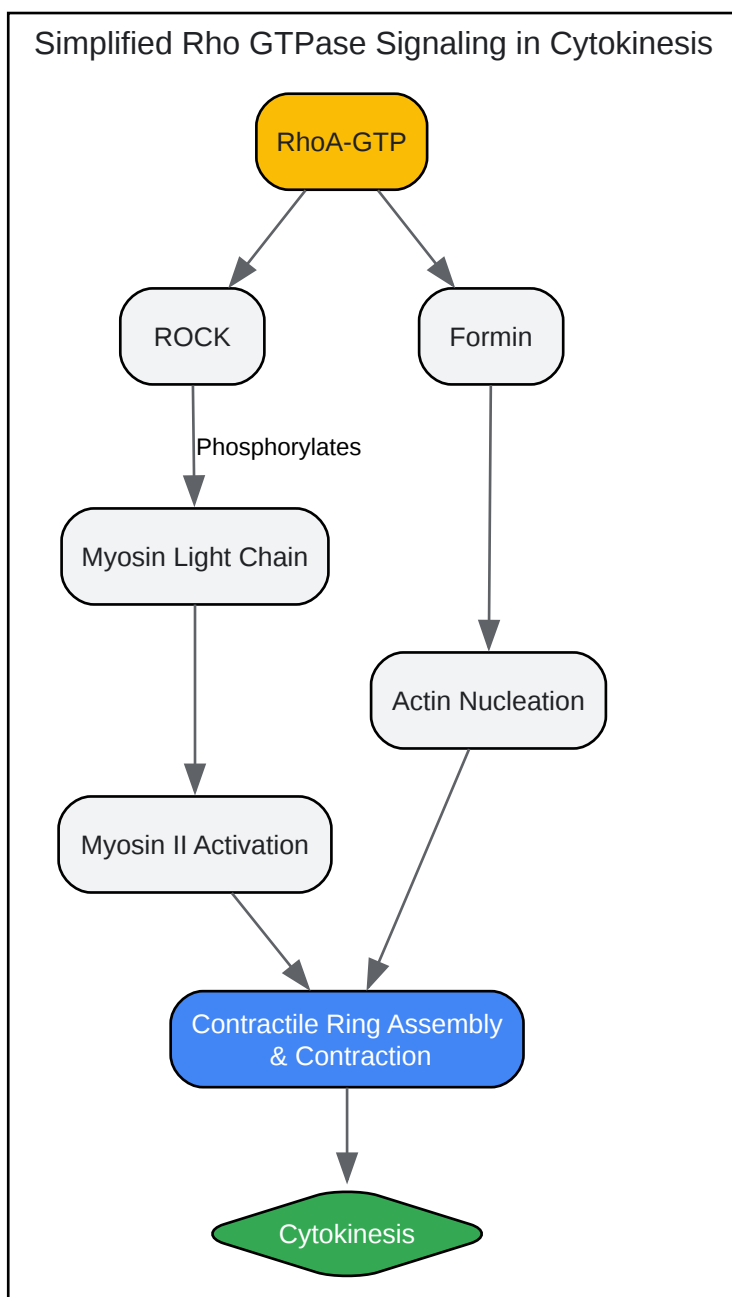 Simplified Rho GTPase Signaling in Cytokinesis
RhoA-GTP
ROCK
Formin
Phosphorylates
Myosin Light Chain
Actin Nucleation
Myosin II Activation
Contractile Ring Assembly
& Contraction
Cytokinesis